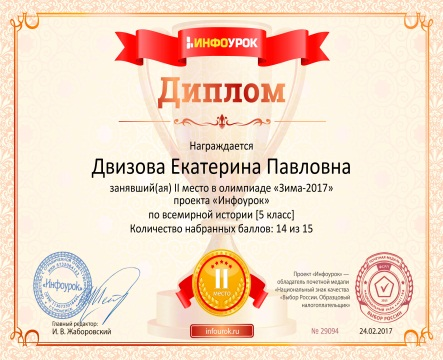 ИНФОУРОК
Диплом
Награждается
Двизова Екатерина Павловна
занявший(ая) II место в олимпиаде «Зима-2017»
проекта «Инфоурок»
по всемирной истории [5 класс]
Количество набранных баллов: 14 из 15
«Инфоурок»
II
МЕСТО
Проект «Инфоурок» —
обладатель почетной медали
«Национальный знак качества
«Выбор России. Образцовый
налогоплательщик»
ВЫБОР РОССИИ
Главный редактор:
И. В. Жаборовский
infourok.ru
№ 29094
24.02.2017